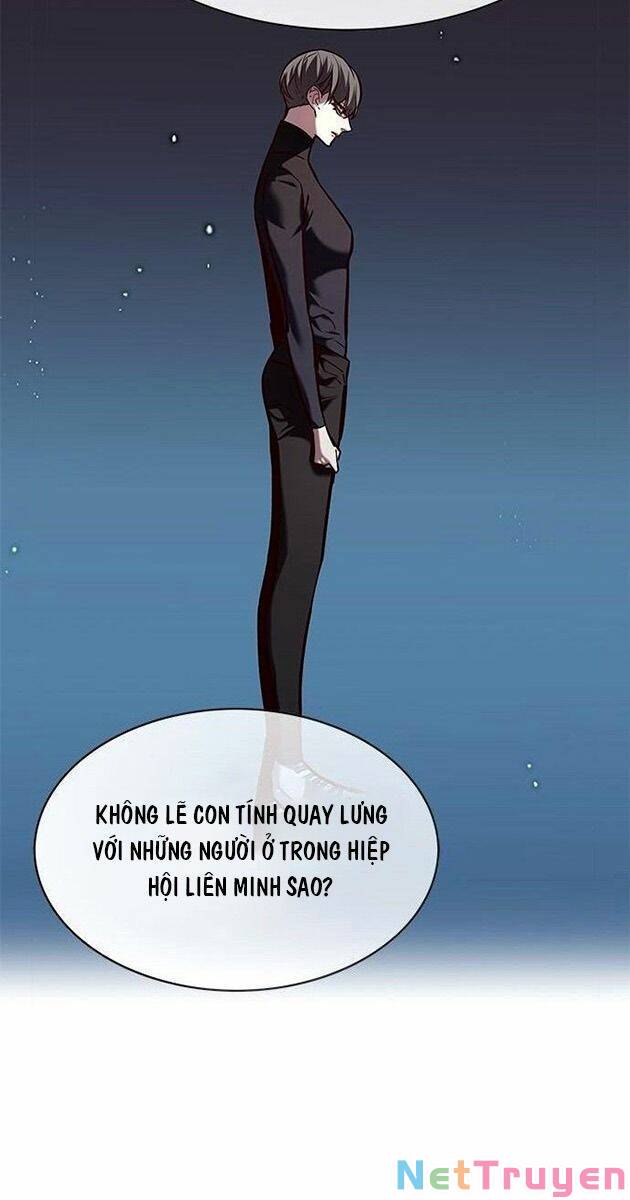 KHÔNG LẼ CON TÍNH QUAY LƯNG
VỚI NHỮNG NGƯỜI Ở TRONG HIỆP
HỘI LIÊN MINH SAO?
NetTruyen